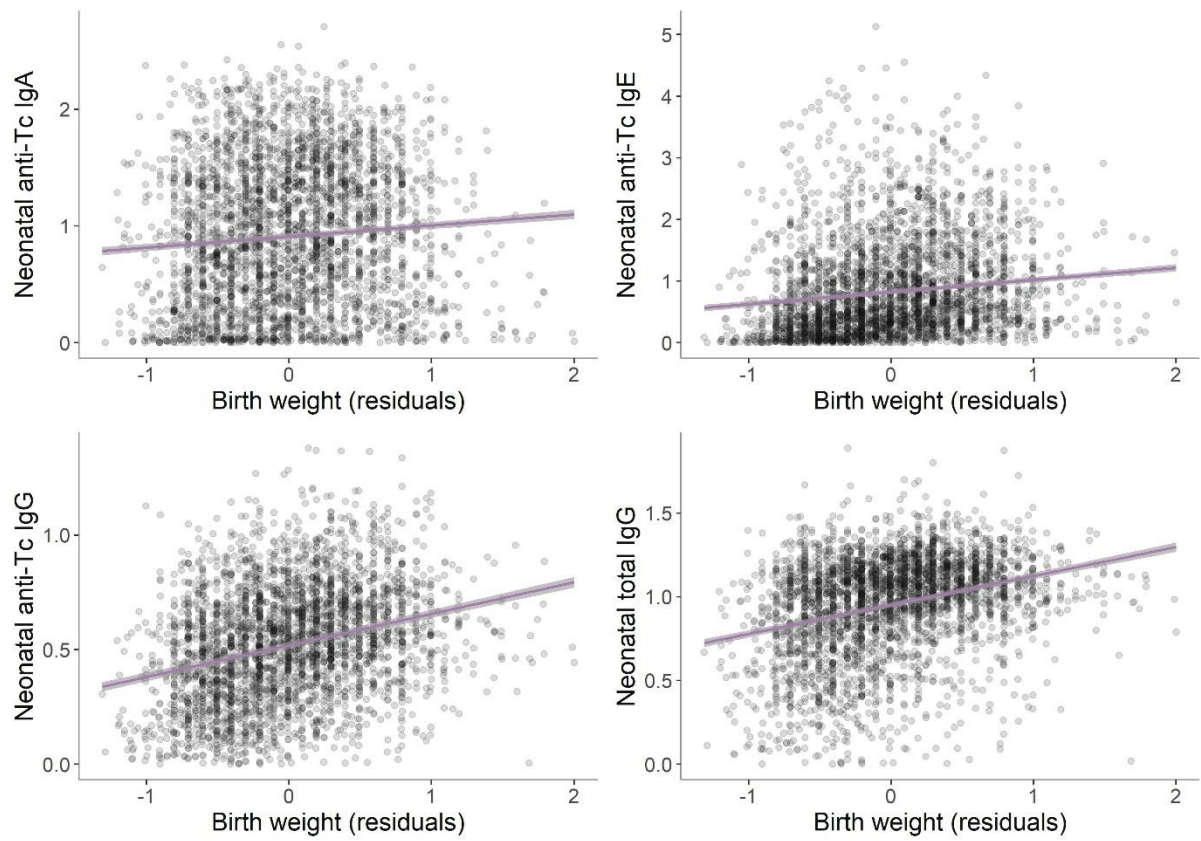 Neonatal anti-Tc IgA
2
1
0
-1 0 1 2
Birth weight (residuals)
Neonatal anti-Tc IgE
5
4
3
2
1
0
-1 0 1 2
Birth weight (residuals)
Neonatal anti-Tc IgG
1.0
0.5
0.0
-1 0 1 2
Birth weight (residuals)
Neonatal total IgG
1.5
1.0
0.5
0.0
-1 0 1 2
Birth weight (residuals)